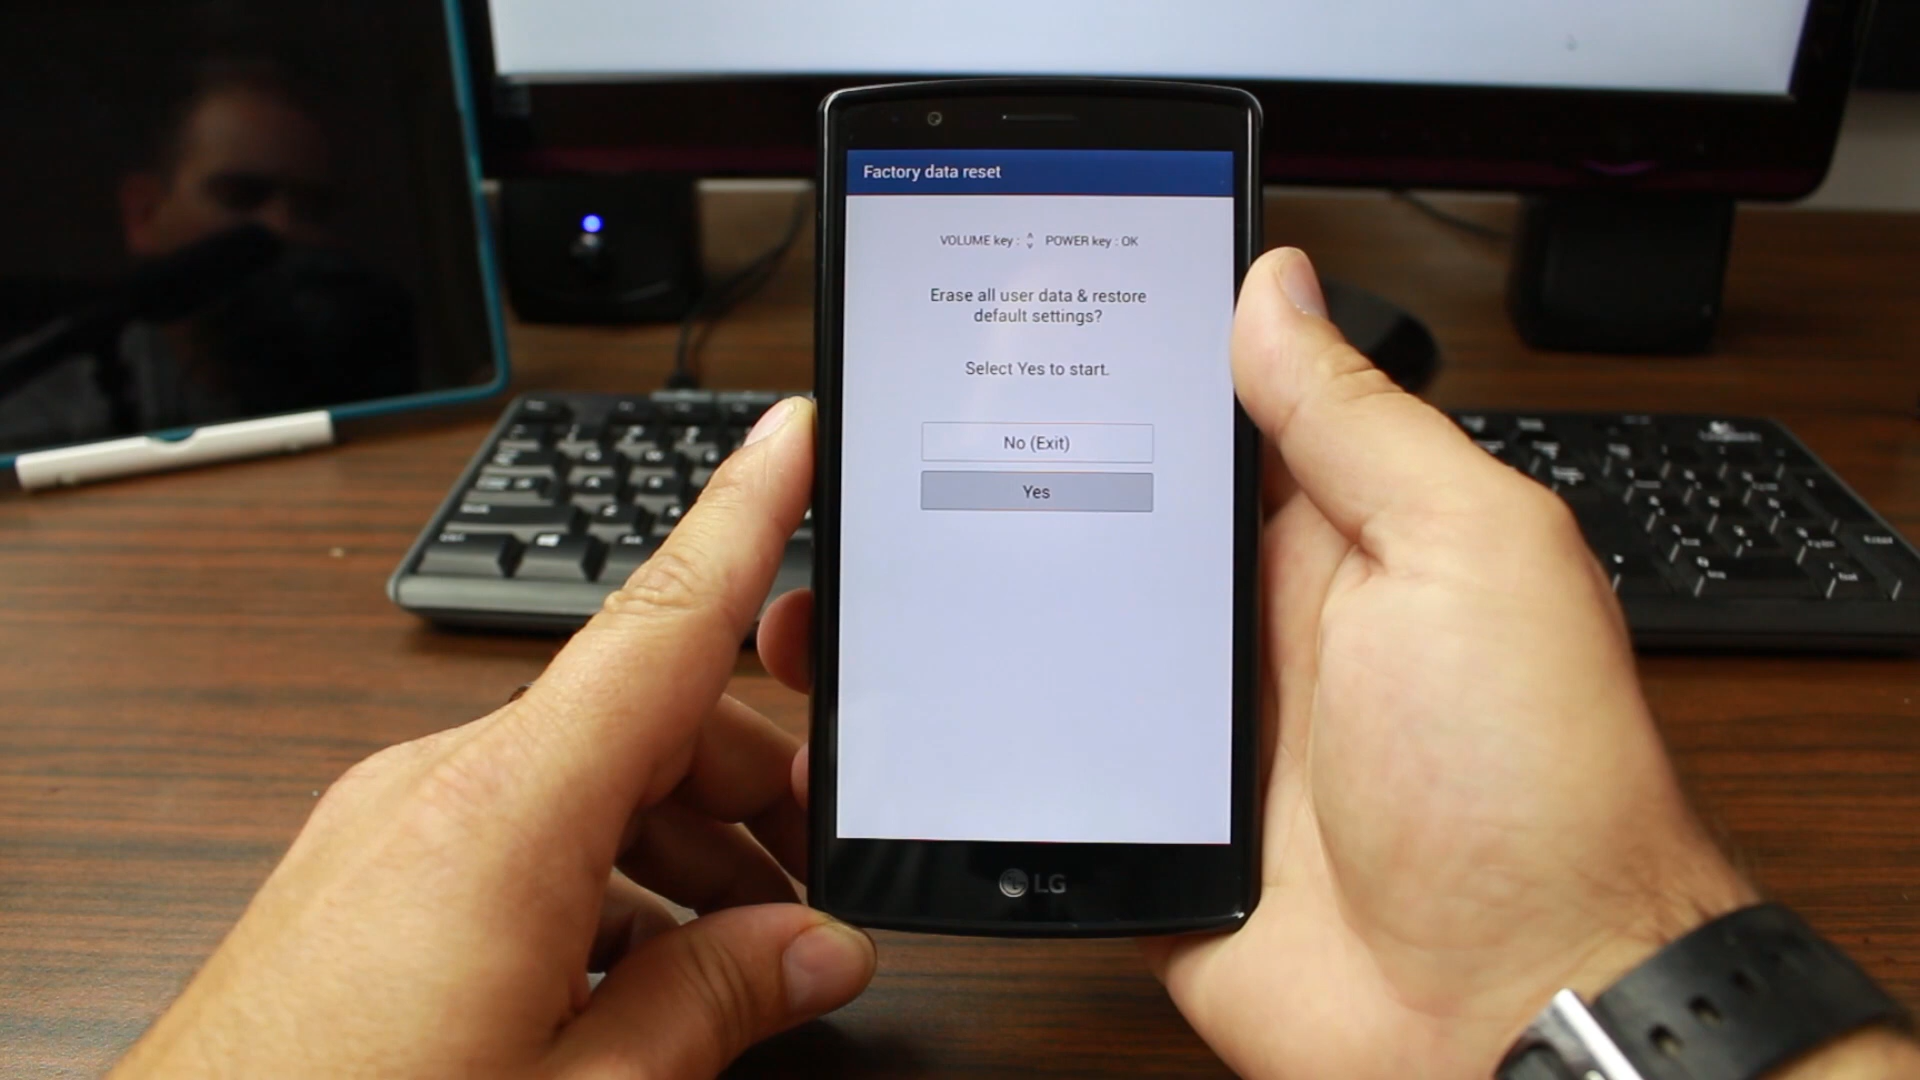 Factory data reset
VOLUME key : POWER key : OK
Erase all user data & restore
default settings?
Select Yes to start.
No (Exit)
Yes
LG